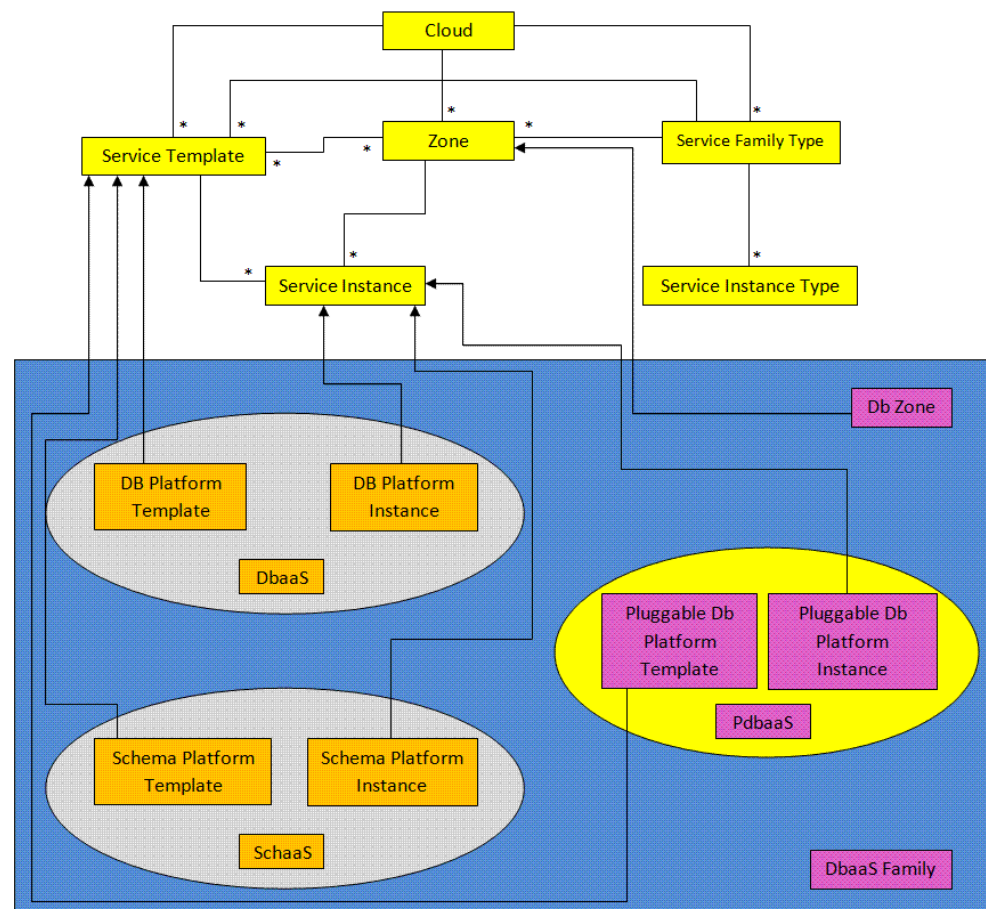 Cloud
*
*
*
*
*
Service Template
*
*
Zone
*
Service Family Type
*
*
*
Service Instance
Service Instance Type
Db Zone
DB Platform
Template
DB Platform
Instance
DbaaS
Pluggable Db
Platform
Template
Pluggable Db
Platform
Instance
PdbaaS
Schema Platform
Template
Schema Platform
Instance
SchaaS
DbaaS Family